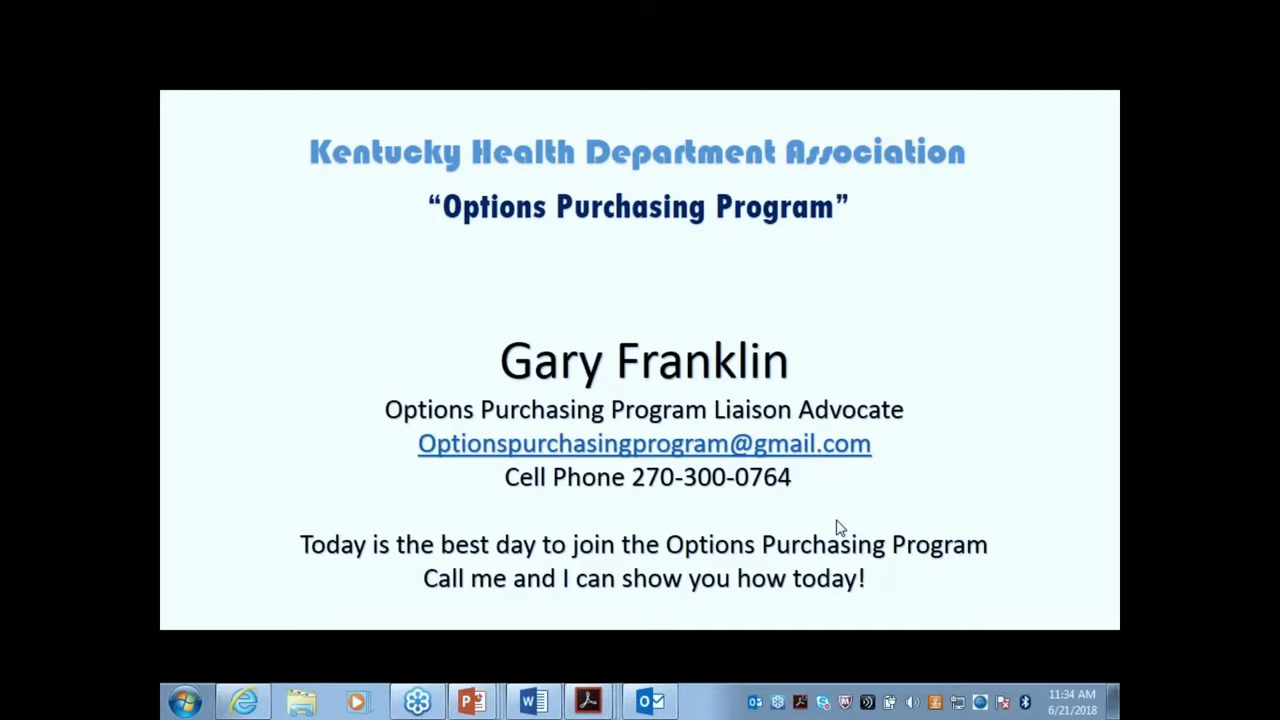 Kentucky Health Department Association
“Options Purchasing Program”
Gary Franklin
Options Purchasing Program Liaison Advocate
Optionspurchasingprogram@gmail.com
Cell Phone 270-300-0764
Today is the best day to join the Options Purchasing Program
Call me and I can show you how today!
11:34 AM
6/21/2018